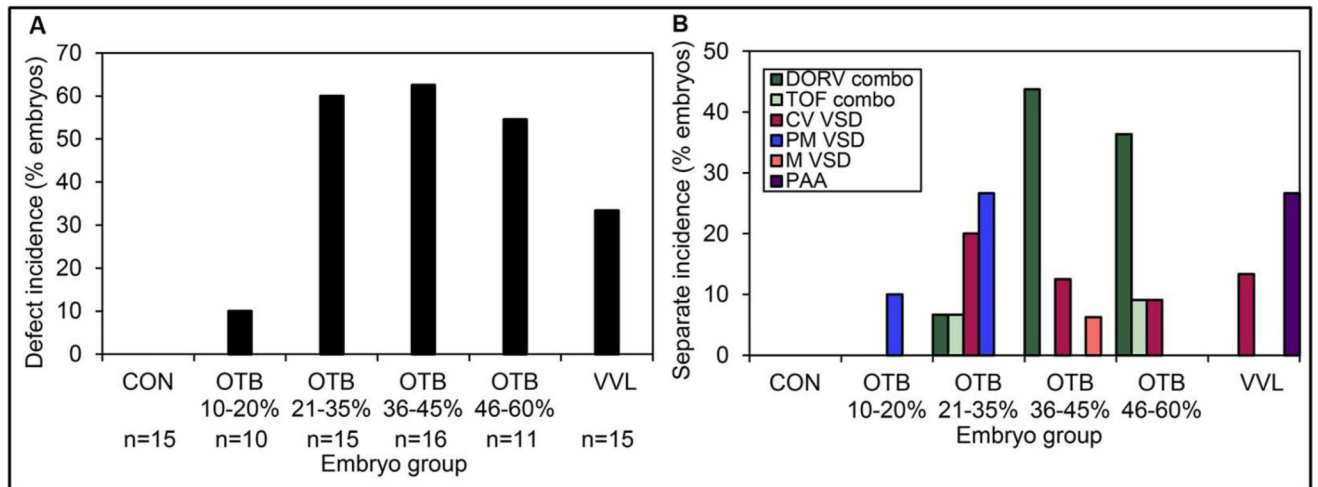 A
Defect incidence (% embryos)
70
60
50
40
30
20
10
0
CON OTB OTB OTB OTB VVL
10-20% 21-35% 36-45% 46-60%
n=15 n=10 n=15 n=16 n=11 n=15
Embryo group
B
Separate incidence (% embryos)
50
40
30
20
10
0
DORV combo
TOF combo
CV VSD
PM VSD
M VSD
PAA
CON OTB OTB OTB OTB VVL
10-20% 21-35% 36-45% 46-60%
Embryo group